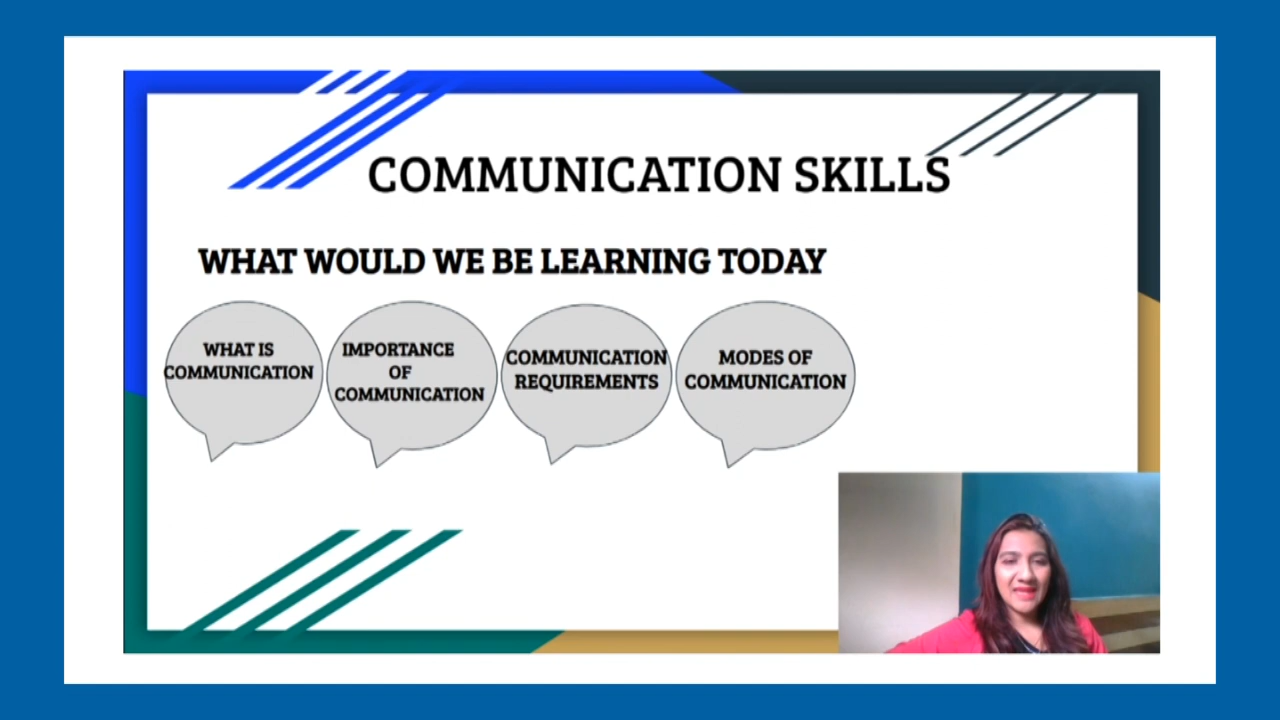 COMMUNICATION SKILLS
WHAT WOULD WE BE LEARNING TODAY
WHAT IS
COMMUNICATION
IMPORTANCE
OF
COMMUNICATION
COMMUNICATION
REQUIREMENTS
MODES OF
COMMUNICATION